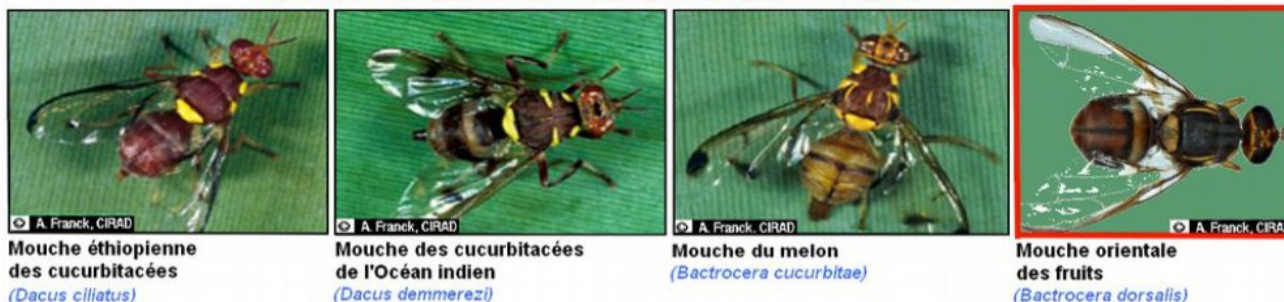 A. Franck, CIRAD
Mouche éthiopienne
des cucurbitacées
(Dacus ciliatus)
A. Franck, CIRAD
Mouche des cucurbitacées
de l'Océan indien
(Dacus demmerezi)
A. Franck, CIRAD
Mouche du melon
(Bactrocera cucurbitae)
A. Franck, CIRA
Mouche orientale
des fruits
(Bactrocera dorsalis)